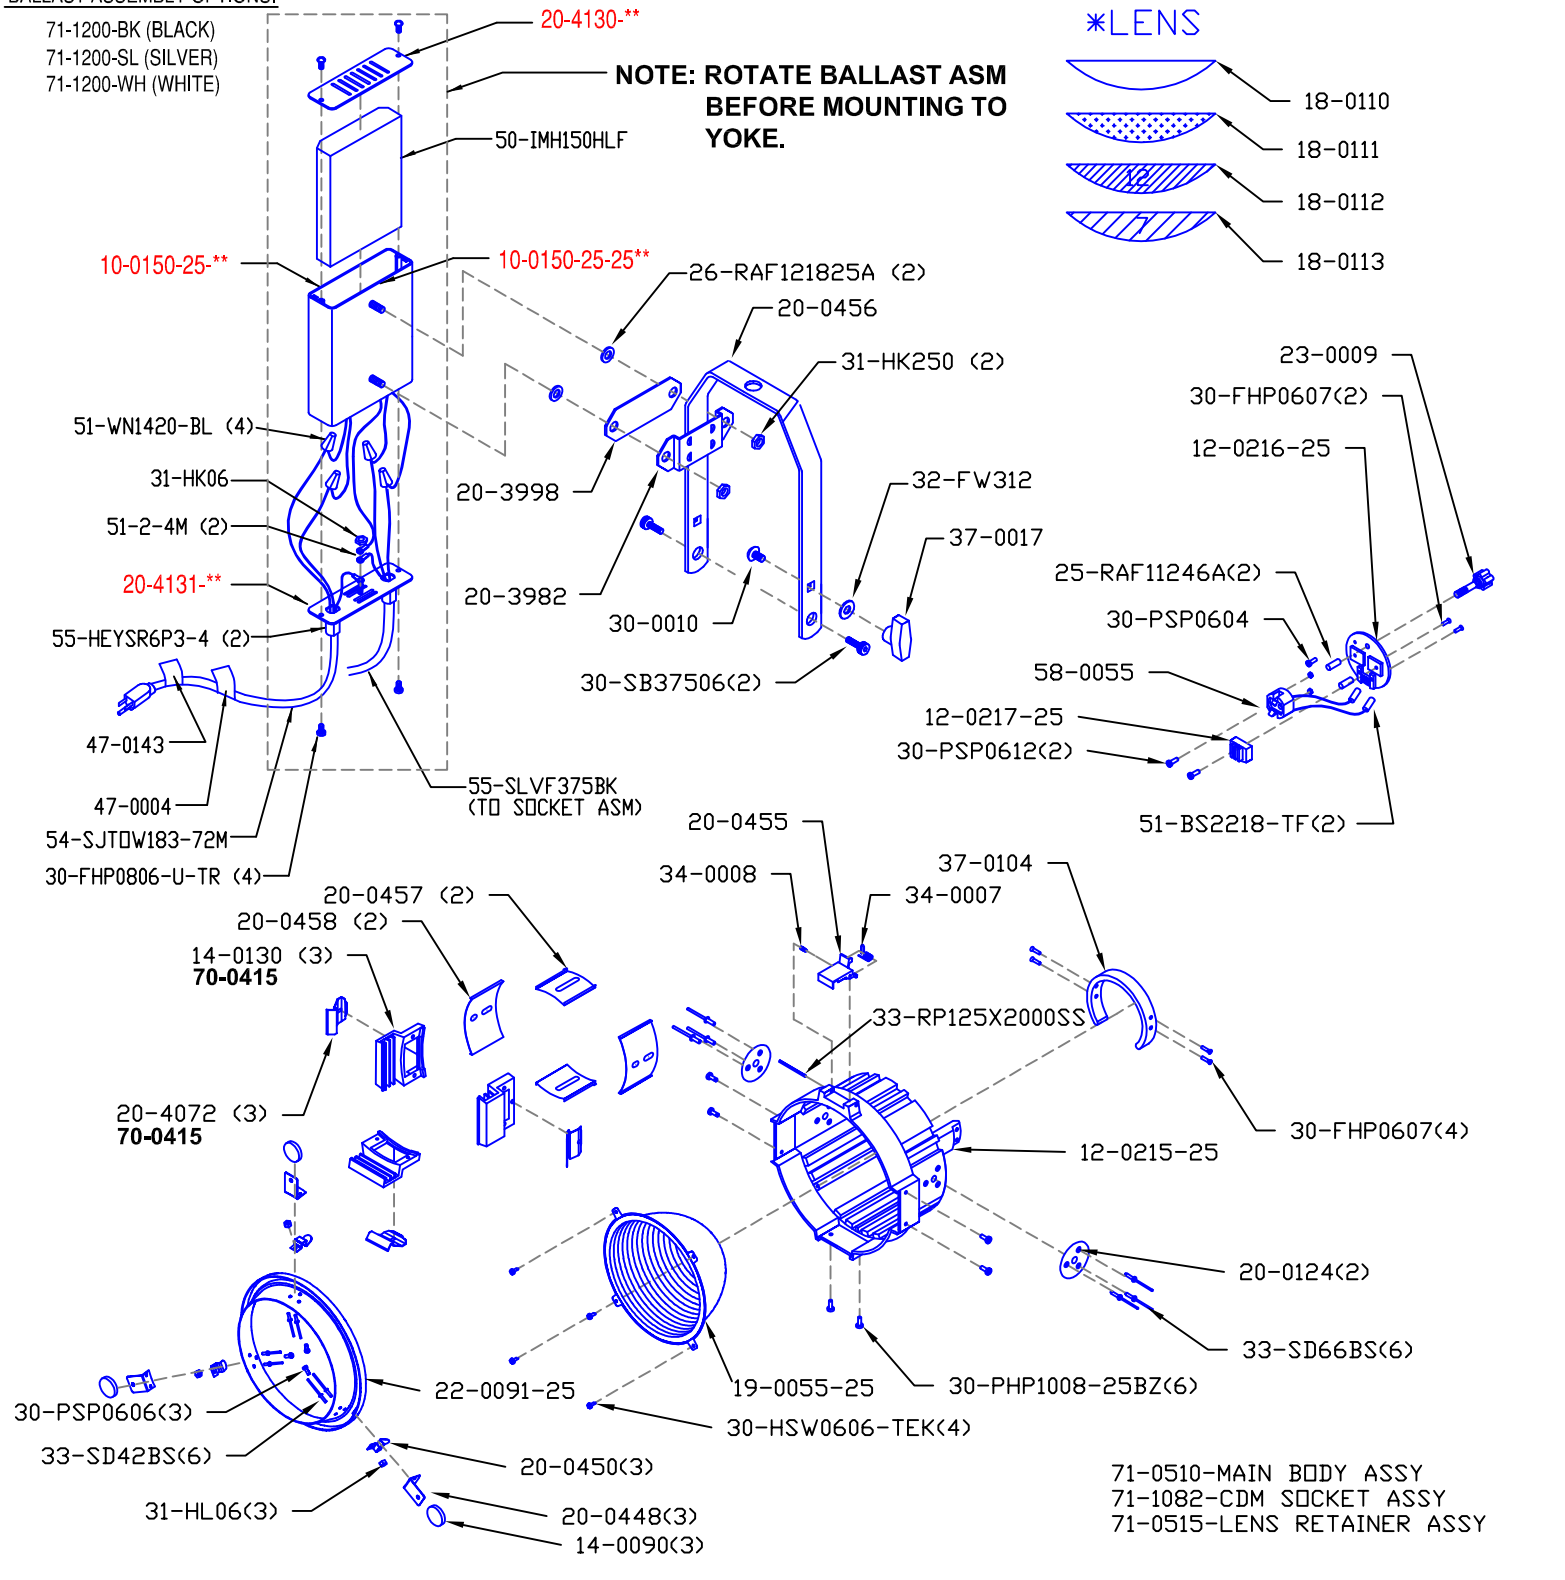 BALLAST ASSEMBLY OPTIONS:
71-1200-BK (BLACK)
71-1200-SL (SILVER)
71-1200-WH (WHITE)
20-4130-**
NOTE: ROTATE BALLAST ASM
BEFORE MOUNTING TO
YOKE.
*LENS
18-0110
18-0111
12
18-0112
7
18-0113
50-IMH150HLF
10-0150-25-**
10-0150-25-25**
26-RAF121825A (2)
20-0456
31-HK250 (2)
23-0009
30-FHP0607(2)
12-0216-25
51-WN1420-BL (4)
31-HK06
51-2-4M (2)
20-4131-**
55-HEYSR6P3-4 (2)
20-3998
32-FW312
37-0017
20-3982
30-0010
30-SB37506(2)
25-RAF11246A(2)
30-PSP0604
58-0055
12-0217-25
30-PSP0612(2)
51-BS2218-TF(2)
47-0143
47-0004
54-SJTOW183-72M
30-FHP0806-U-TR (4)
55-SLVF375BK
(TO SOCKET ASM)
20-0455
34-0008
34-0007
37-0104
20-0457 (2)
20-0458 (2)
14-0130 (3)
70-0415
33-RP125X2000SS
20-4072 (3)
70-0415
30-FHP0607(4)
12-0215-25
20-0124(2)
33-SD66BS(6)
30-PHP1008-25BZ(6)
19-0055-25
30-HSW0606-TEK(4)
22-0091-25
30-PSP0606(3)
33-SD42BS(6)
20-0450(3)
31-HL06(3)
20-0448(3)
14-0090(3)
71-0510-MAIN BODY ASSY
71-1082-CDM SOCKET ASSY
71-0515-LENS RETAINER ASSY